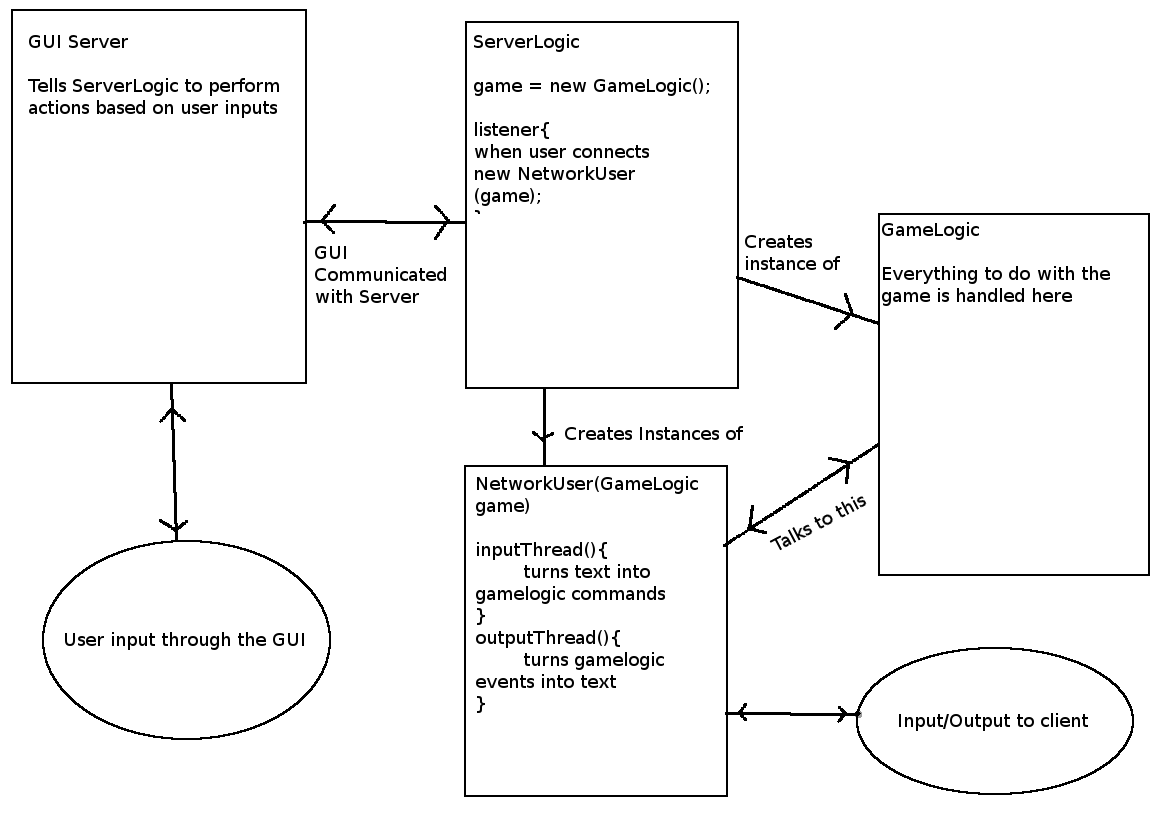 GUI Server
Tells ServerLogic to perform
actions based on user inputs
ServerLogic
game = new GameLogic();
listener{
when user connects
new NetworkUser
(game);
GUI
Communicated
with Server
Creates
instance of
GameLogic
Everything to do with the
game is handled here
Creates Instances of
NetworkUser(GameLogic
game)
inputThread(){
turns text into
gamelogic commands
}
outputThread(){
turns gamelogic
events into text
}
Talks to this
User input through the GUI
Input/Output to client